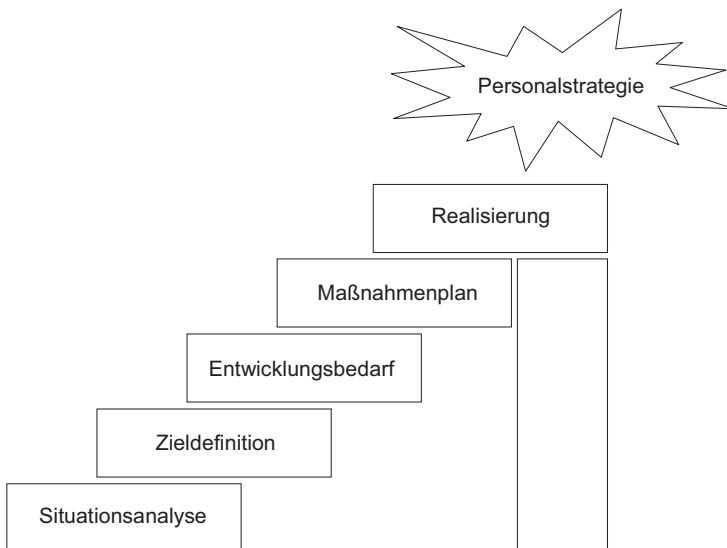 Personalstrategie
Realisierung
Maßnahmenplan
Entwicklungsbedarf
Zieldefinition
Situationsanalyse